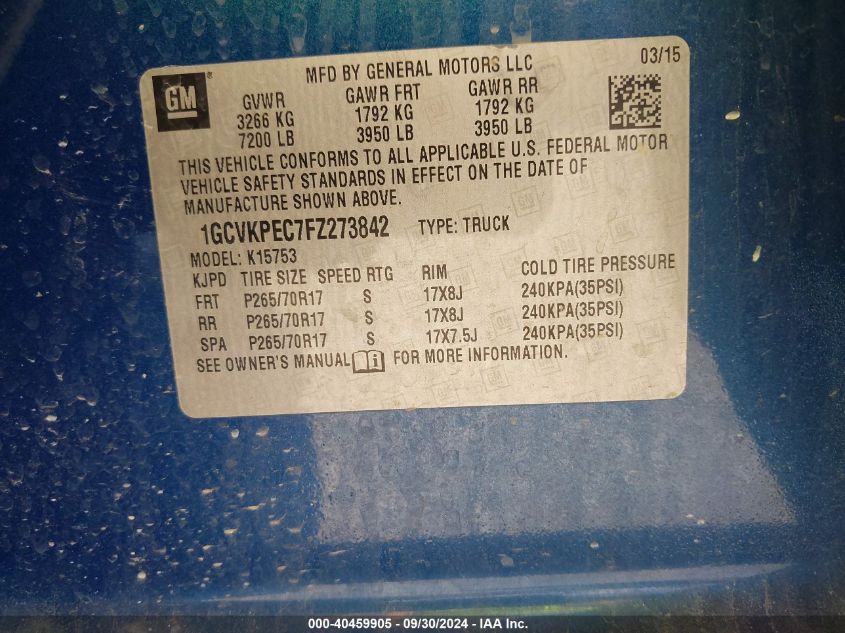 GM
MFD BY GENERAL MOTORS LLC 03/15
GVWR GAWR FRT GAWR RR
3266 KG 1792 KG 1792 KG
7200 LB 3950 LB 3950 LB
THIS VEHICLE CONFORMS TO ALL APPLICABLE U.S. FEDERAL MOTOR
VEHICLE SAFETY STANDARDS IN EFFECT ON THE DATE OF
MANUFACTURE SHOWN ABOVE.
1GCVKPEC7FZ273842 TYPE: TRUCK
MODEL: K15753
KJPD TIRE SIZE SPEED RTG RIM COLD TIRE PRESSURE
FRT P265/70R17 S 17X8J 240KPA(35PSI)
RR P265/70R17 S 17X8J 240KPA(35PSI)
SPA P265/70R17 S 17X7.5J 240KPA(35PSI)
SEE OWNER'S MANUAL FOR MORE INFORMATION.
000-40459905 - 09/30/2024 - IAA Inc.